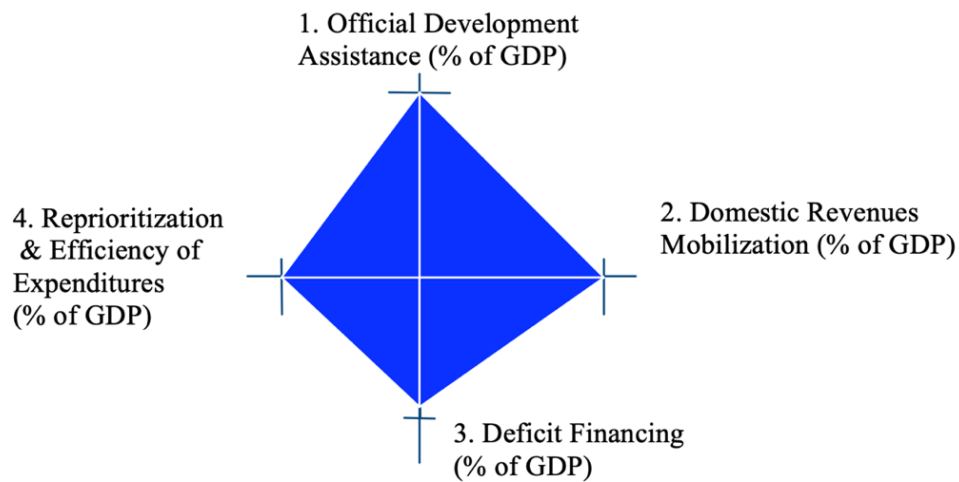 1. Official Development
Assistance (% of GDP)
4. Reprioritization
& Efficiency of
Expenditures
(% of GDP)
2. Domestic Revenues
Mobilization (% of GDP)
3. Deficit Financing
(% of GDP)